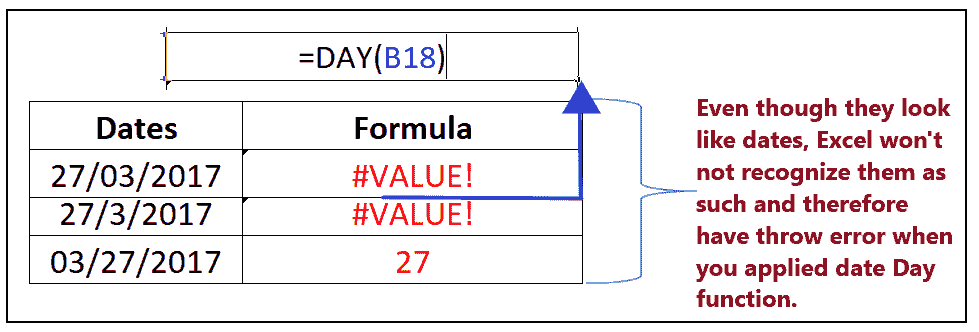 =DAY(B18)
Dates Formula
27/03/2017 #VALUE!
27/3/2017 #VALUE!
03/27/2017 27
Even though they look
like dates, Excel won't
not recognize them as
such and therefore
have throw error when
you applied date Day
function.